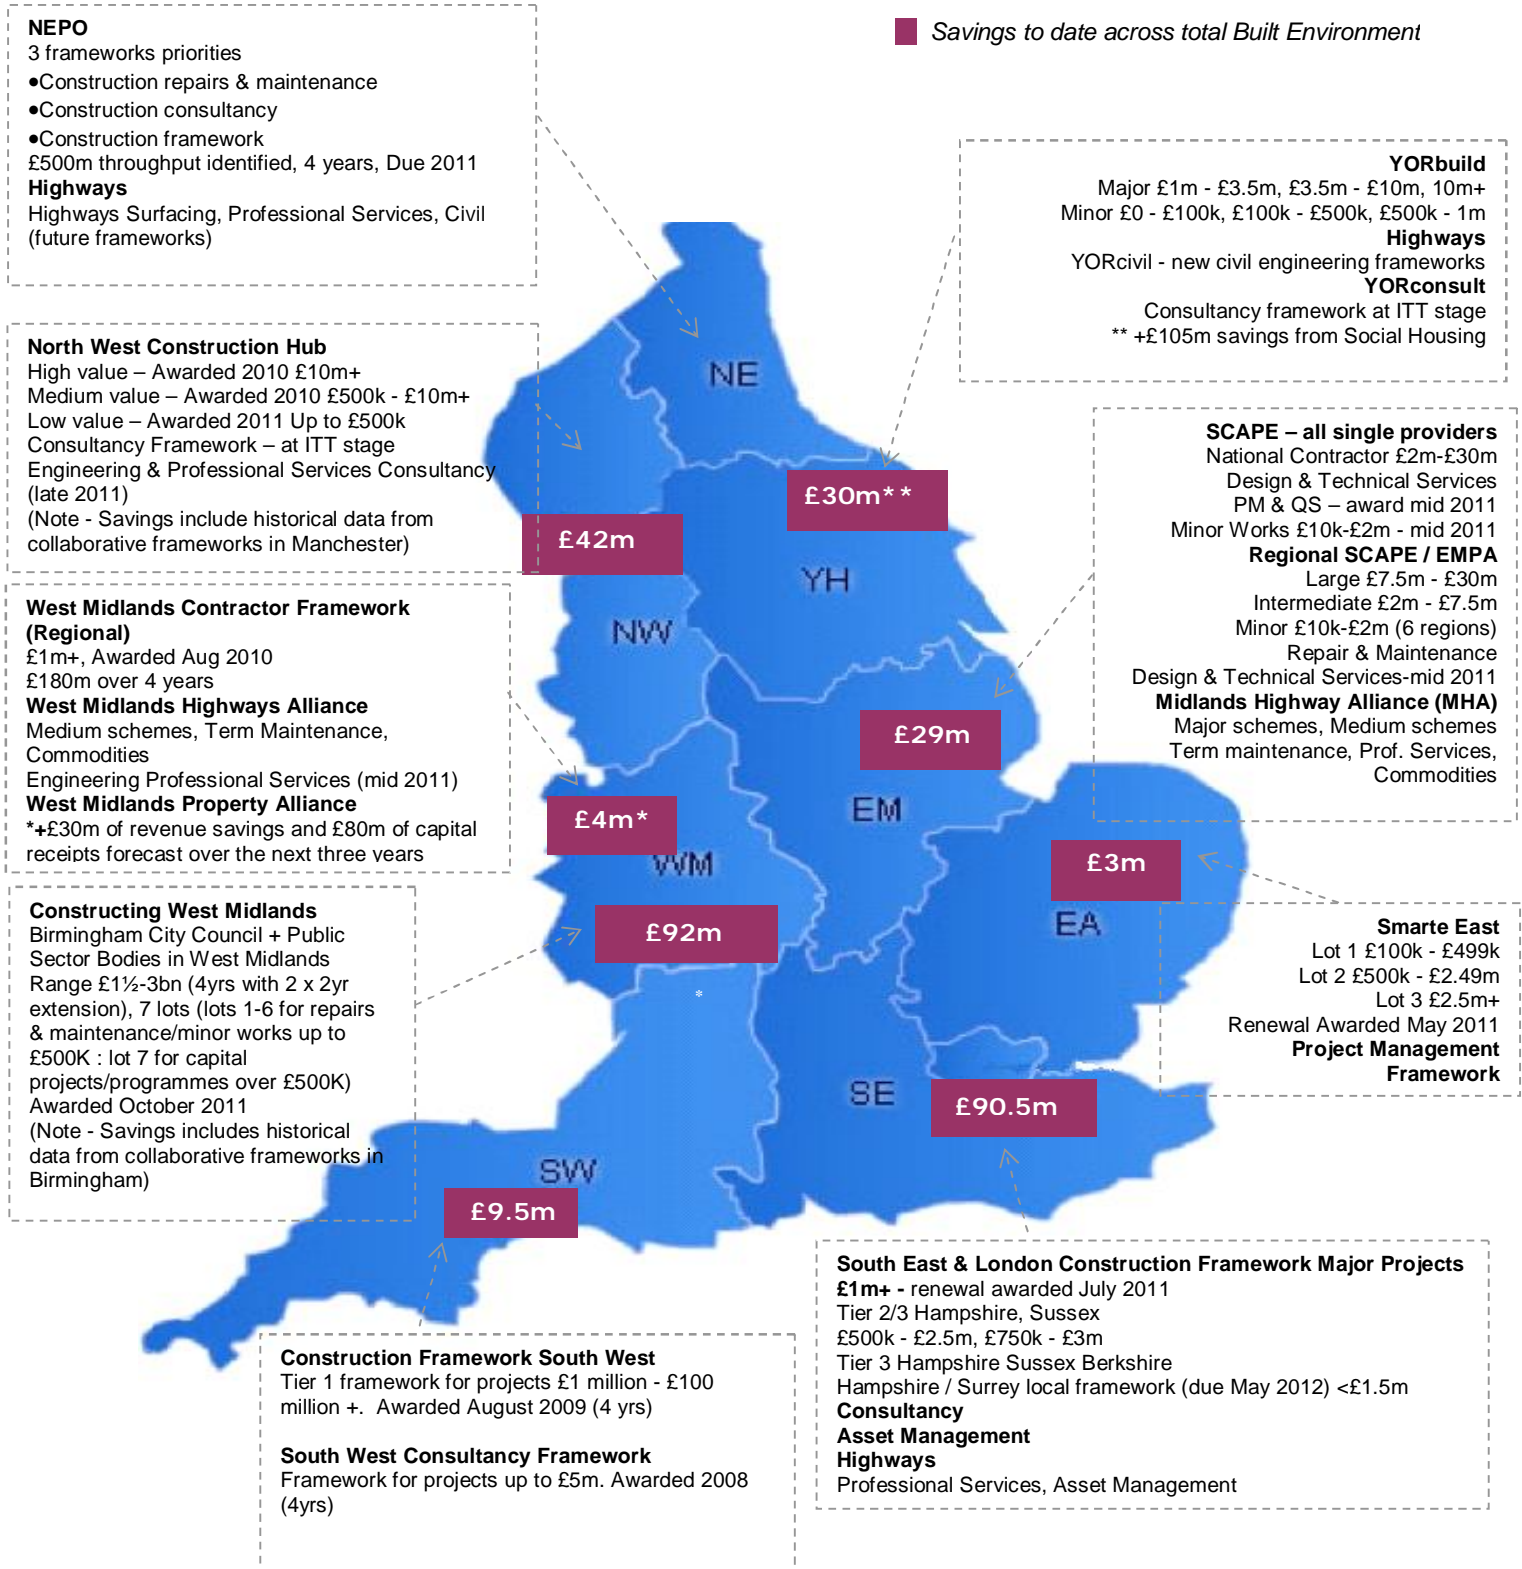 NEPO
3 frameworks priorities
•Construction repairs & maintenance
•Construction consultancy
•Construction framework
£500m throughput identified, 4 years, Due 2011
Highways
Highways Surfacing, Professional Services, Civil
(future frameworks)
Savings to date across total Built Environment
YORbuild
Major £1m - £3.5m, £3.5m - £10m, 10m+
Minor £0 - £100k, £100k - £500k, £500k - 1m
Highways
YORcivil - new civil engineering frameworks
YORconsult
Consultancy framework at ITT stage
** +£105m savings from Social Housing
North West Construction Hub
High value – Awarded 2010 £10m+
Medium value – Awarded 2010 £500k - £10m+
Low value – Awarded 2011 Up to £500k
Consultancy Framework – at ITT stage
Engineering & Professional Services Consultancy
(late 2011)
(Note - Savings include historical data from
collaborative frameworks in Manchester)
SCAPE – all single providers
National Contractor £2m-£30m
Design & Technical Services
PM & QS – award mid 2011
Minor Works £10k-£2m - mid 2011
Regional SCAPE / EMPA
Large £7.5m - £30m
Intermediate £2m - £7.5m
Minor £10k-£2m (6 regions)
Repair & Maintenance
Design & Technical Services-mid 2011
Midlands Highway Alliance (MHA)
Major schemes, Medium schemes
Term maintenance, Prof. Services,
Commodities
West Midlands Contractor Framework
(Regional)
£1m+, Awarded Aug 2010
£180m over 4 years
West Midlands Highways Alliance
Medium schemes, Term Maintenance,
Commodities
Engineering Professional Services (mid 2011)
West Midlands Property Alliance
*+£30m of revenue savings and £80m of capital
receipts forecast over the next three years
Constructing West Midlands
Birmingham City Council + Public
Sector Bodies in West Midlands
Range £1½-3bn (4yrs with 2 x 2yr
extension), 7 lots (lots 1-6 for repairs
& maintenance/minor works up to
£500K : lot 7 for capital
projects/programmes over £500K)
Awarded October 2011
(Note - Savings includes historical
data from collaborative frameworks in
Birmingham)
NE
£30m**
£42m
YH
NW
£29m
EM
£4m*
WM
£3m
EA
£92m
*
SE
£90.5m
SW
£9.5m
Smarte East
Lot 1 £100k - £499k
Lot 2 £500k - £2.49m
Lot 3 £2.5m+
Renewal Awarded May 2011
Project Management
Framework
South East & London Construction Framework Major Projects
£1m+ - renewal awarded July 2011
Tier 2/3 Hampshire, Sussex
£500k - £2.5m, £750k - £3m
Tier 3 Hampshire Sussex Berkshire
Hampshire / Surrey local framework (due May 2012) <£1.5m
Consultancy
Asset Management
Highways
Professional Services, Asset Management
Construction Framework South West
Tier 1 framework for projects £1 million - £100
million +. Awarded August 2009 (4 yrs)
South West Consultancy Framework
Framework for projects up to £5m. Awarded 2008
(4yrs)